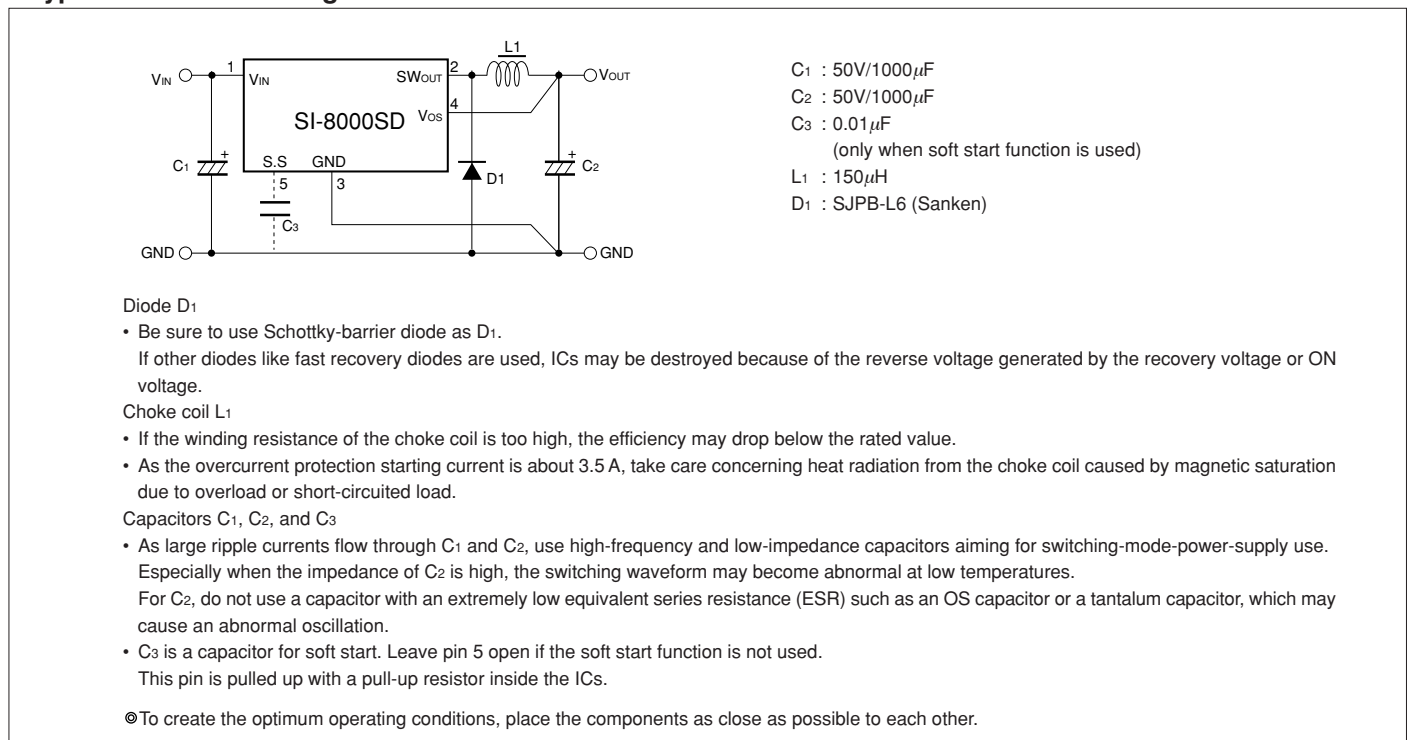 L1
VIN
1
VIN
SWOUT
2
VOUT
SI-8000SD
VOS
4
C1
+
S.S
GND
5
3
C3
D1
+
C2
GND
GND
C1 : 50V/1000μF
C2 : 50V/1000μF
C3 : 0.01μF
(only when soft start function is used)
L1 : 150μH
D1 : SJPB-L6 (Sanken)
Diode D1
• Be sure to use Schottky-barrier diode as D1.
If other diodes like fast recovery diodes are used, ICs may be destroyed because of the reverse voltage generated by the recovery voltage or ON
voltage.
Choke coil L1
• If the winding resistance of the choke coil is too high, the efficiency may drop below the rated value.
• As the overcurrent protection starting current is about 3.5 A, take care concerning heat radiation from the choke coil caused by magnetic saturation
due to overload or short-circuited load.
Capacitors C1, C2, and C3
• As large ripple currents flow through C1 and C2, use high-frequency and low-impedance capacitors aiming for switching-mode-power-supply use.
Especially when the impedance of C2 is high, the switching waveform may become abnormal at low temperatures.
For C2, do not use a capacitor with an extremely low equivalent series resistance (ESR) such as an OS capacitor or a tantalum capacitor, which may
cause an abnormal oscillation.
• C3 is a capacitor for soft start. Leave pin 5 open if the soft start function is not used.
This pin is pulled up with a pull-up resistor inside the ICs.
◎To create the optimum operating conditions, place the components as close as possible to each other.